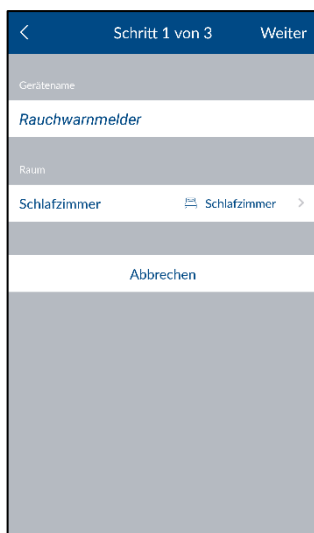 Schritt 1 von 3 Weiter
Gerätename
Rauchwarnmelder
Raum
Schlafzimmer Schlafzimmer
Abbrechen